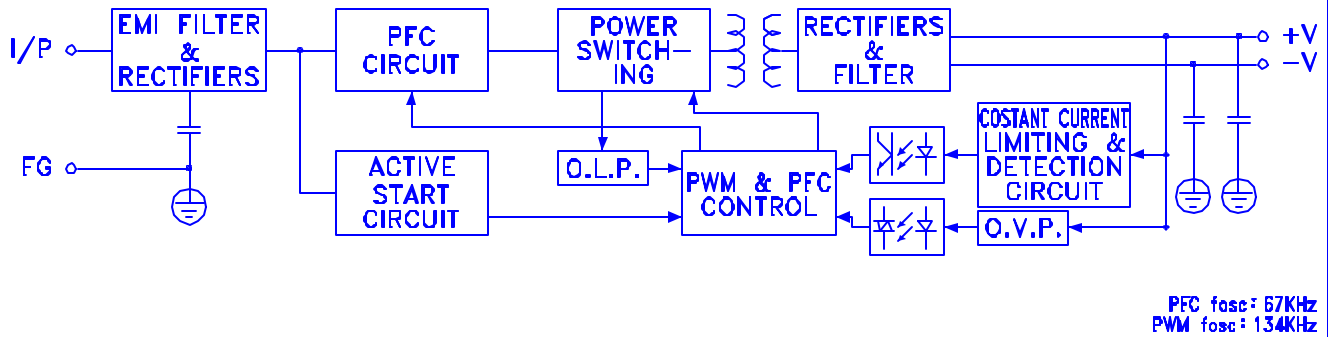 I/P
EMI FILTER
&
RECTIFIERS
PFC
CIRCUIT
POWER
SWITCH-
ING
RECTIFIERS
&
FILTER
+V
-V
FG
ACTIVE
START
CIRCUIT
O.L.P.
PWM & PFC
CONTROL
COSTANT CURRENT
LIMITING &
DETECTION
CIRCUIT
O.V.P.
PFC fosc: 67KHz
PWM fosc: 134KHz